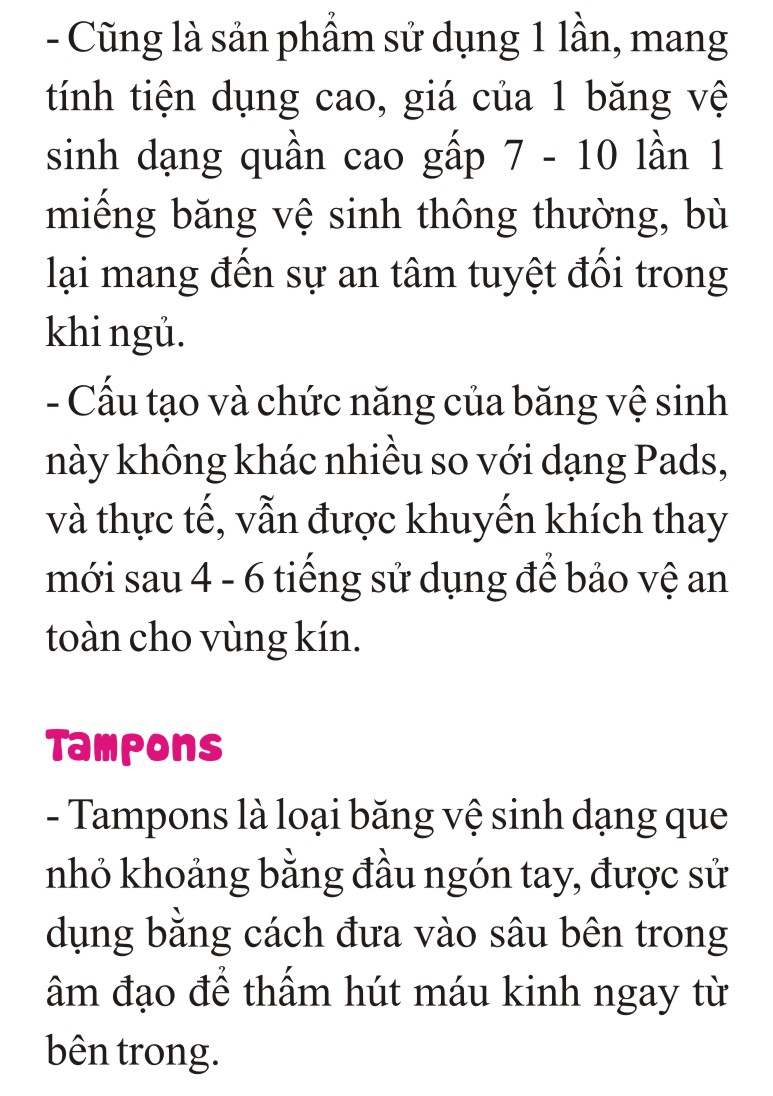 - Cũng là sản phẩm sử dụng 1 lần, mang
tính tiện dụng cao, giá của 1 băng vệ
sinh dạng quần cao gấp 7 - 10 lần 1
miếng băng vệ sinh thông thường, bù
lại mang đến sự an tâm tuyệt đối trong
khi ngủ.
- Cấu tạo và chức năng của băng vệ sinh
này không khác nhiều so với dạng Pads,
và thực tế, vẫn được khuyến khích thay
mới sau 4 - 6 tiếng sử dụng để bảo vệ an
toàn cho vùng kín.
Tampons
- Tampons là loại băng vệ sinh dạng que
nhỏ khoảng bằng đầu ngón tay, được sử
dụng bằng cách đưa vào sâu bên trong
âm đạo để thấm hút máu kinh ngay từ
bên trong.